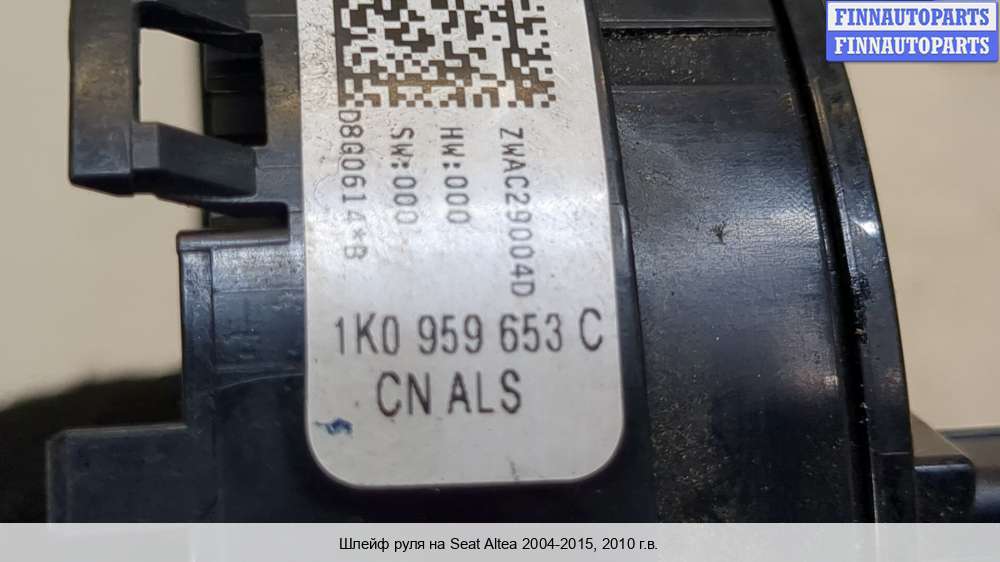 FINNAUTOPARTS
FINNAUTOPARTS
ZWAC29004D
HW:000
SW:000
D8G0614*B
1K0 959 653 C
CN ALS
Шлейф руля на Seat Altea 2004-2015, 2010 г.в.